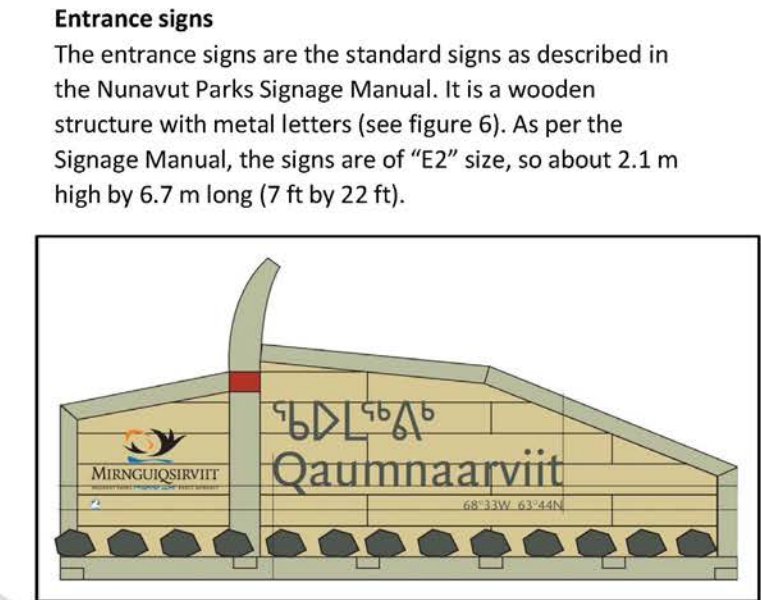 Entrance signs
The entrance signs are the standard signs as described in
the Nunavut Parks Signage Manual. It is a wooden
structure with metal letters (see figure 6). As per the
Signage Manual, the signs are of “E2” size, so about 2.1 m
high by 6.7 m long (7 ft by 22 ft).
ᖃᐅᒪᖅᕕᒃ
Qaumnaarviit
MIRNGUIQSIRVIIT
68°33W 63°44N